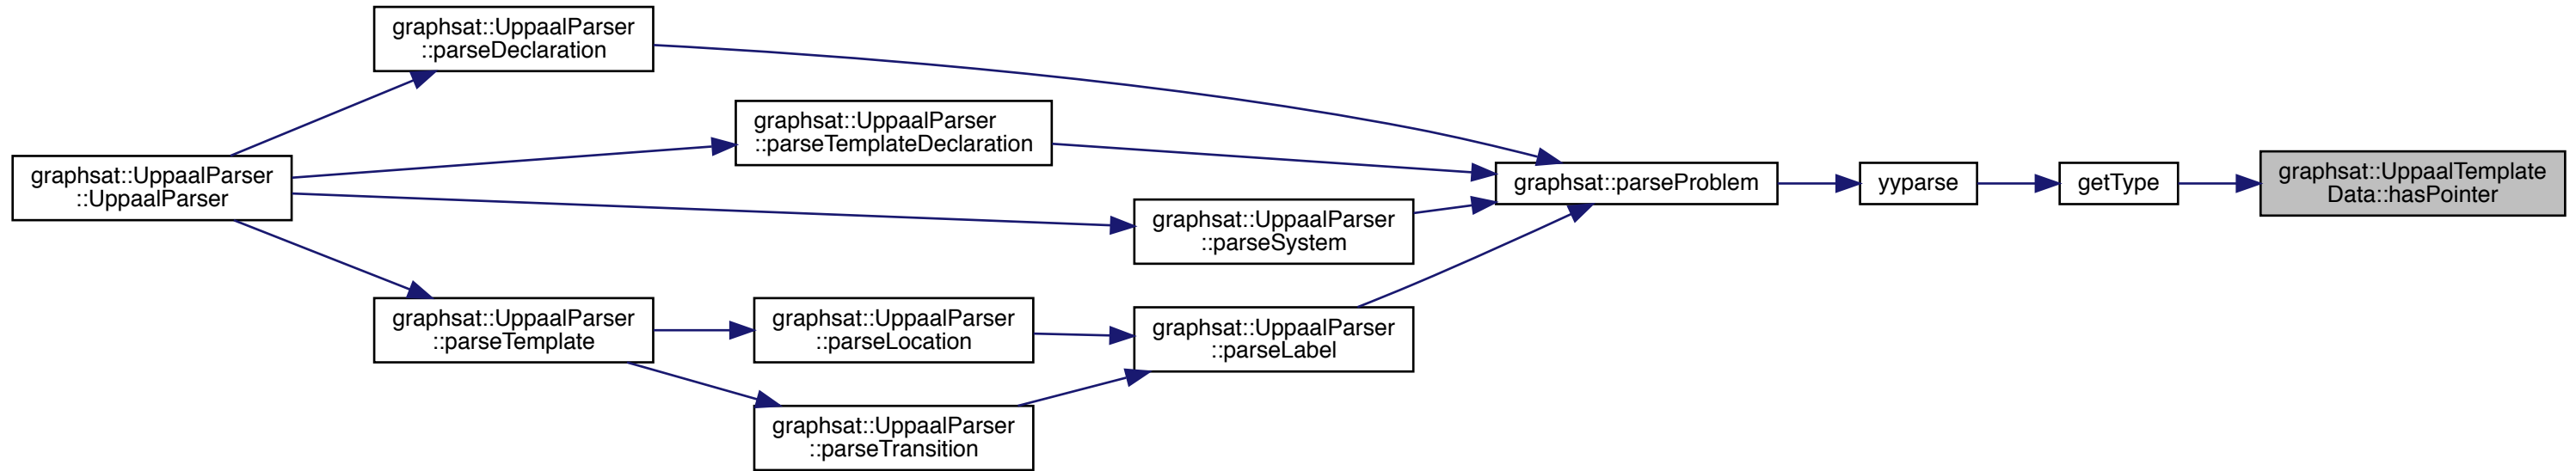 graphsat::UppaalParser
::parseDeclaration
graphsat::UppaalParser
::parseTemplateDeclaration
graphsat::UppaalParser
::UppaalParser
graphsat::parseProblem
yyparse
getType
graphsat::UppaalTemplate
Data::hasPointer
graphsat::UppaalParser
::parseSystem
graphsat::UppaalParser
::parseTemplate
graphsat::UppaalParser
::parseLocation
graphsat::UppaalParser
::parseLabel
graphsat::UppaalParser
::parseTransition